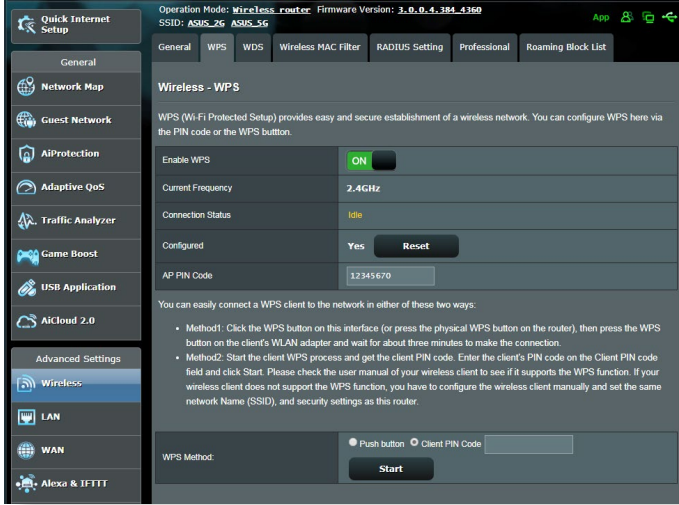 Quick Internet
Setup
General
Network Map
Guest Network
AiProtection
Adaptive QoS
Traffic Analyzer
Game Boost
USB Application
AiCloud 2.0
Advanced Settings
Wireless
LAN
WAN
Alexa & IFTTT
Operation Mode: Wireless router Firmware Version: 3.0.0.4.384_4360
SSID: ASUS_2G ASUS_5G
App
General WPS WDS Wireless MAC Filter RADIUS Setting Professional Roaming Block List
Wireless - WPS
WPS (Wi-Fi Protected Setup) provides easy and secure establishment of a wireless network. You can configure WPS here via
the PIN code or the WPS buttton.
Enable WPS ON
Current Frequency 2.4GHz
Connection Status Idle
Configured Yes Reset
AP PIN Code 12345670
You can easily connect a WPS client to the network in either of these two ways:
• Method1: Click the WPS button on this interface (or press the physical WPS button on the router), then press the WPS
button on the client's WLAN adapter and wait for about three minutes to make the connection.
• Method2: Start the client WPS process and get the client PIN code. Enter the client's PIN code on the Client PIN code
field and click Start. Please check the user manual of your wireless client to see if it supports the WPS function. If your
wireless client does not support the WPS function, you have to configure the wireless client manually and set the same
network Name (SSID), and security settings as this router.
WPS Method: Push button Client PIN Code
Start